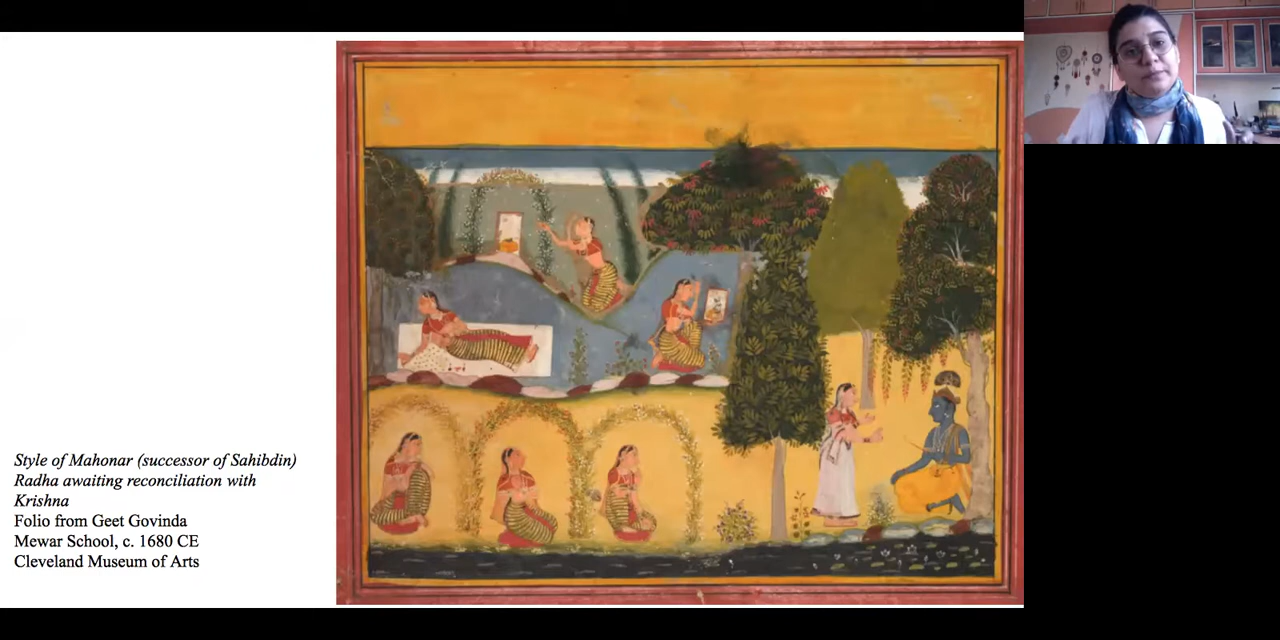 Style of Mahonar (successor of Sahibdin)
Radha awaiting reconciliation with
Krishna
Folio from Geet Govinda
Mewar School, c. 1680 CE
Cleveland Museum of Arts